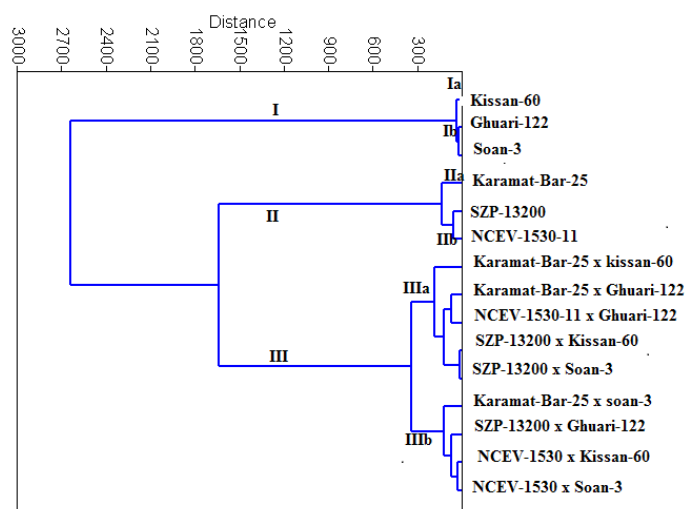 Distance
3000 2700 2400 2100 1800 1500 1200 900 600 300
Ia
Kissan-60
I
Ghuari-122
Ib
Soan-3
IIa
Karamat-Bar-25
II
SZP-13200
IIb
NCEV-1530-11
Karamat-Bar-25 x kissan-60
IIIa
Karamat-Bar-25 x Ghuari-122
NCEV-1530-11 x Ghuari-122
SZP-13200 x Kissan-60
III
SZP-13200 x Soan-3
Karamat-Bar-25 x soan-3
SZP-13200 x Ghuari-122
IIIb
NCEV-1530 x Kissan-60
NCEV-1530 x Soan-3